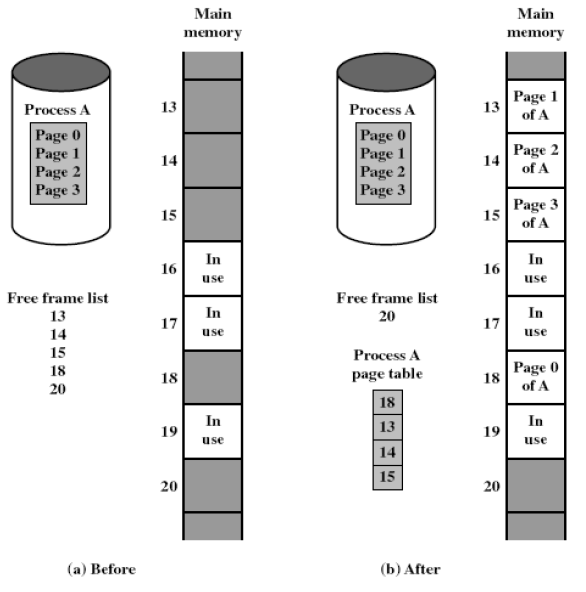 Main
memory
Process A
Page 0
Page 1
Page 2
Page 3
13
14
15
16
In
use
17
In
use
18
19
In
use
20
Free frame list
13
14
15
18
20
(a) Before
Main
memory
Process A
Page 0
Page 1
Page 2
Page 3
13
Page 1
of A
14
Page 2
of A
15
Page 3
of A
16
In
use
17
In
use
18
Page 0
of A
19
In
use
20
Free frame list
20
Process A
page table
18
13
14
15
(b) After